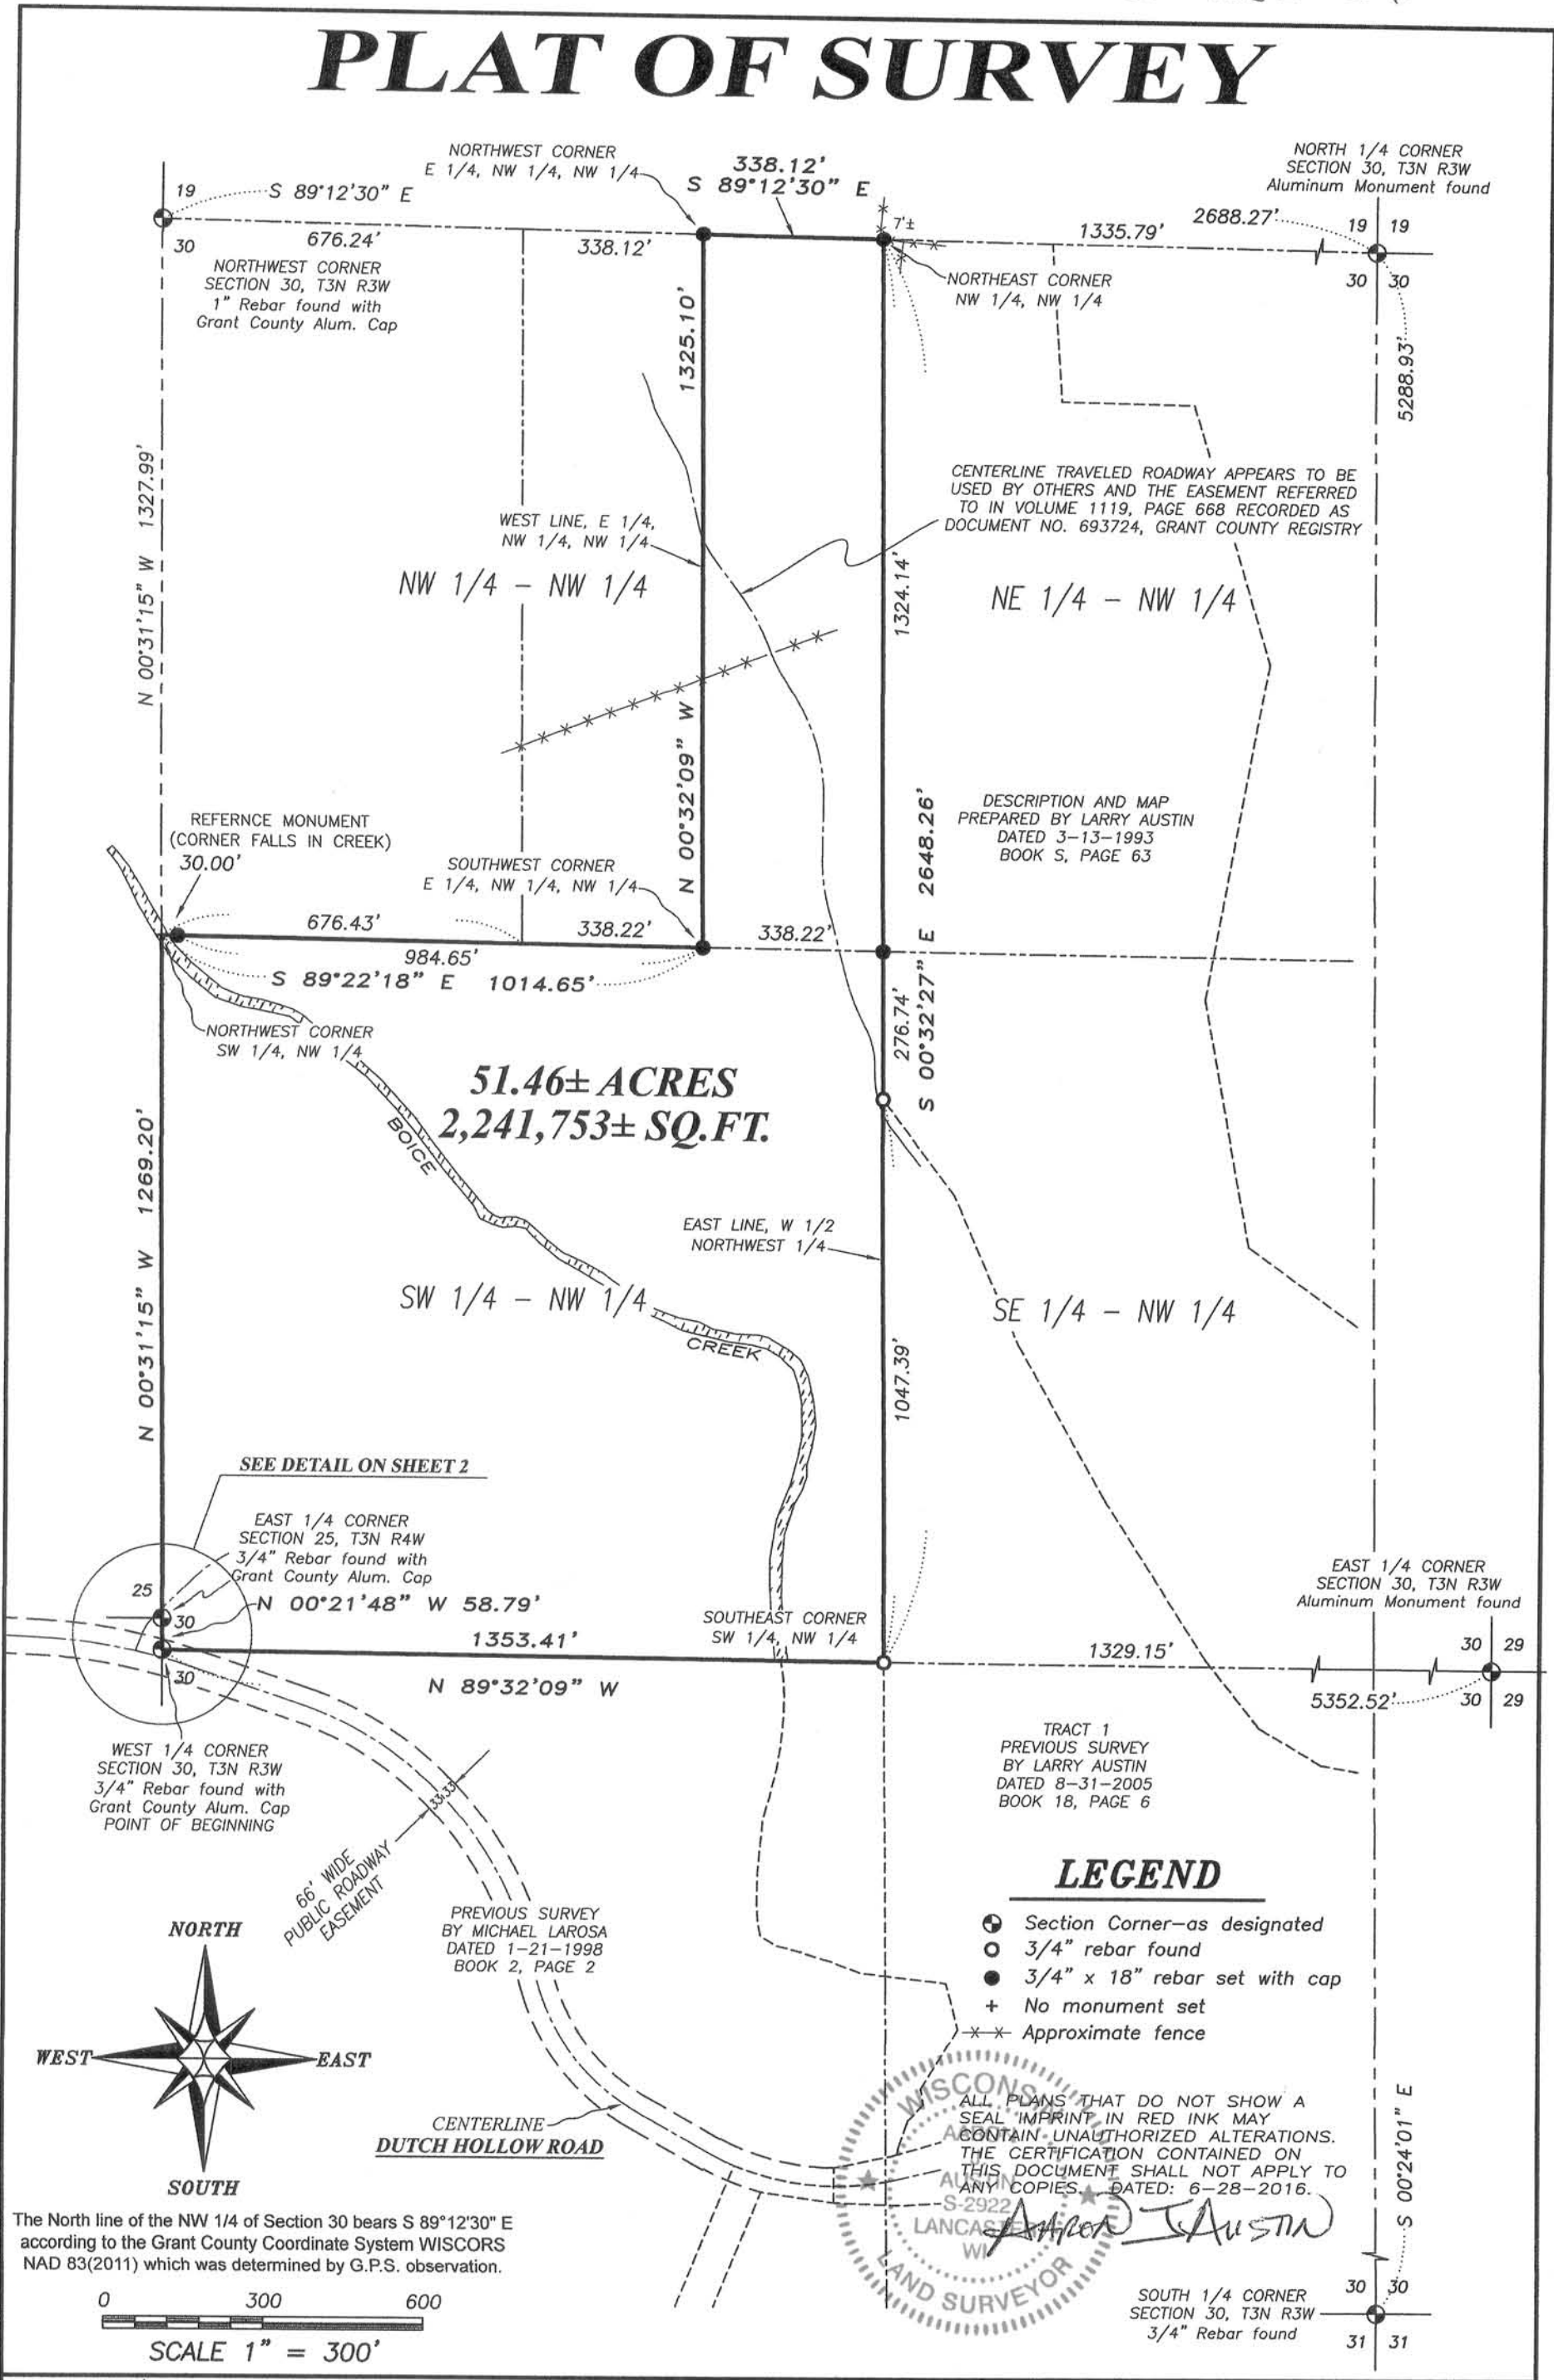 PLAT OF SURVEY
NORTHWEST CORNER
E 1/4, NW 1/4, NW 1/4
338.12'
S 89°12'30" E
NORTH 1/4 CORNER
SECTION 30, T3N R3W
Aluminum Monument found
19
S 89°12'30" E
30
676.24'
338.12'
7'±
1335.79'
2688.27'
19
19
30
30
NORTHWEST CORNER
SECTION 30, T3N R3W
1" Rebar found with
Grant County Alum. Cap
NORTHEAST CORNER
NW 1/4, NW 1/4
1325.10'
5288.93'
N 00°31'15" W 1327.99'
CENTERLINE TRAVELED ROADWAY APPEARS TO BE
USED BY OTHERS AND THE EASEMENT REFERRED
TO IN VOLUME 1119, PAGE 668 RECORDED AS
DOCUMENT NO. 693724, GRANT COUNTY REGISTRY
WEST LINE, E 1/4,
NW 1/4, NW 1/4
NW 1/4 - NW 1/4
1324.14'
NE 1/4 - NW 1/4
N 00°32'09" W
REFERNCE MONUMENT
(CORNER FALLS IN CREEK)
30.00'
SOUTHWEST CORNER
E 1/4, NW 1/4, NW 1/4
S 00°32'27" E 2648.26'
DESCRIPTION AND MAP
PREPARED BY LARRY AUSTIN
DATED 3-13-1993
BOOK S, PAGE 63
676.43'
338.22'
338.22'
984.65'
S 89°22'18" E 1014.65'
NORTHWEST CORNER
SW 1/4, NW 1/4
276.74'
51.46± ACRES
2,241,753± SQ.FT.
BOICE
N 00°31'15" W 1269.20'
EAST LINE, W 1/2
NORTHWEST 1/4
SW 1/4 - NW 1/4
SE 1/4 - NW 1/4
CREEK
1047.39'
SEE DETAIL ON SHEET 2
EAST 1/4 CORNER
SECTION 25, T3N R4W
3/4" Rebar found with
Grant County Alum. Cap
25
30
N 00°21'48" W 58.79'
1353.41'
30
N 89°32'09" W
SOUTHEAST CORNER
SW 1/4, NW 1/4
1329.15'
EAST 1/4 CORNER
SECTION 30, T3N R3W
Aluminum Monument found
30
29
5352.52'
30
29
WEST 1/4 CORNER
SECTION 30, T3N R3W
3/4" Rebar found with
Grant County Alum. Cap
POINT OF BEGINNING
TRACT 1
PREVIOUS SURVEY
BY LARRY AUSTIN
DATED 8-31-2005
BOOK 18, PAGE 6
33
33
66' WIDE
PUBLIC ROADWAY
EASEMENT
PREVIOUS SURVEY
BY MICHAEL LAROSA
DATED 1-21-1998
BOOK 2, PAGE 2
LEGEND
Section Corner-as designated
3/4" rebar found
3/4" x 18" rebar set with cap
+ No monument set
Approximate fence
NORTH
WEST
EAST
SOUTH
CENTERLINE
DUTCH HOLLOW ROAD
ALL PLANS THAT DO NOT SHOW A
SEAL IMPRINT IN RED INK MAY
CONTAIN UNAUTHORIZED ALTERATIONS.
THE CERTIFICATION CONTAINED ON
THIS DOCUMENT SHALL NOT APPLY TO
ANY COPIES. DATED: 6-28-2016.
WISCONSIN
AARON
AUSTIN
S-2922
LANCASTER
WI
LAND SURVEYOR
AARON J AUSTIN
S 00°24'01" E
The North line of the NW 1/4 of Section 30 bears S 89°12'30" E
according to the Grant County Coordinate System WISCORS
NAD 83(2011) which was determined by G.P.S. observation.
0 300 600
SCALE 1" = 300'
SOUTH 1/4 CORNER
SECTION 30, T3N R3W
3/4" Rebar found
30
30
31
31